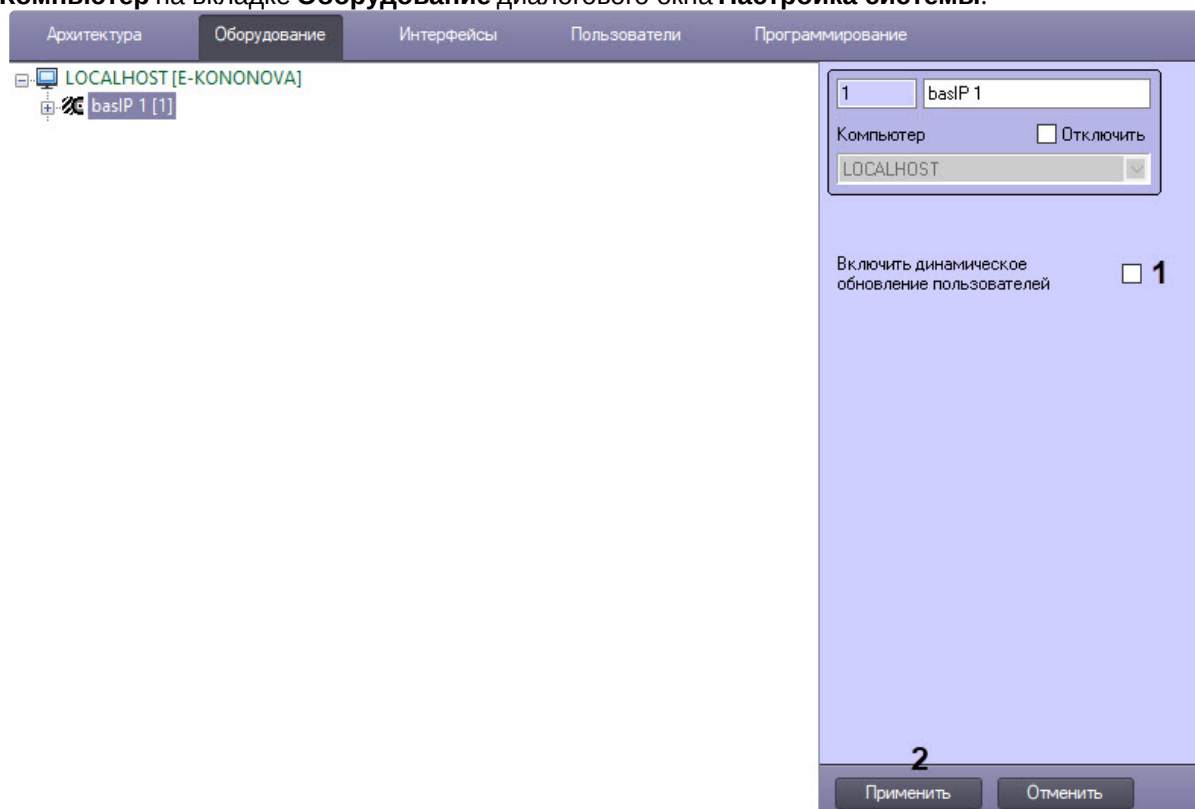 Компьютер на вкладке Оборудование диалогового окна Настройка системы.
Архитектура Оборудование Интерфейсы Пользователи Программирование
LOCALHOST [E-KONONOVA]
basIP 1 [1]
1 basIP 1
Компьютер Отключить
LOCALHOST
Включить динамическое
обновление пользователей 1
2
Применить Отменить